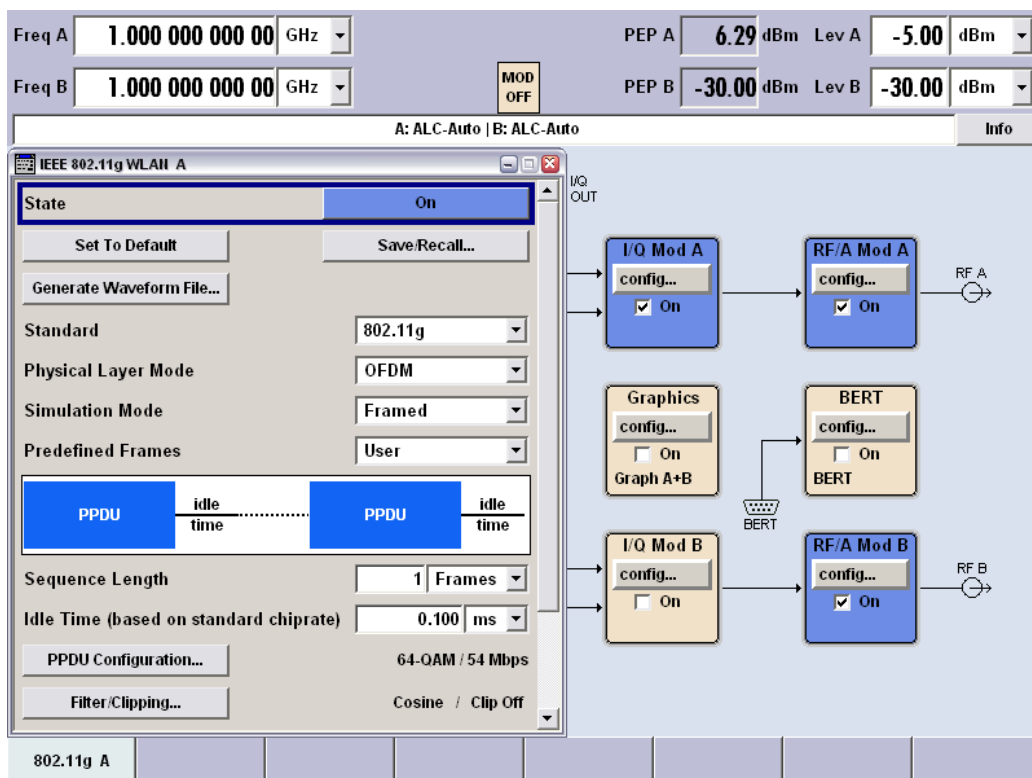 Freq A 1.000 000 000 00 GHz PEP A 6.29 dBm Lev A -5.00 dBm
Freq B 1.000 000 000 00 GHz MOD OFF PEP B -30.00 dBm Lev B -30.00 dBm
A: ALC-Auto | B: ALC-Auto Info
IEEE 802.11g WLAN A
State On
Set To Default Save/Recall...
Generate Waveform File...
Standard 802.11g
Physical Layer Mode OFDM
Simulation Mode Framed
Predefined Frames User
PPDU idle time PPDU idle time
Sequence Length 1 Frames
Idle Time (based on standard chiprate) 0.100 ms
PPDU Configuration... 64-QAM / 54 Mbps
Filter/Clipping... Cosine / Clip Off
I/Q
OUT
I/Q Mod A
config...
On
RF/A Mod A
config...
On
RF A
Graphics
config...
On
Graph A+B
BERT
config...
On
BERT
BERT
I/Q Mod B
config...
On
RF/A Mod B
config...
On
RF B
802.11g A